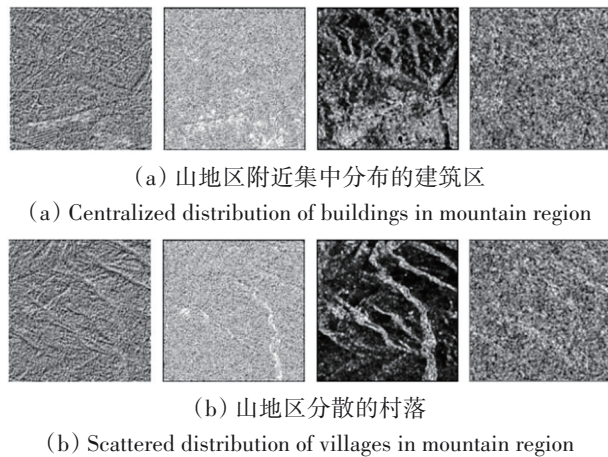 (a) 山地区附近集中分布的建筑区
(a) Centralized distribution of buildings in mountain region
(b) 山地区分散的村落
(b) Scattered distribution of villages in mountain region